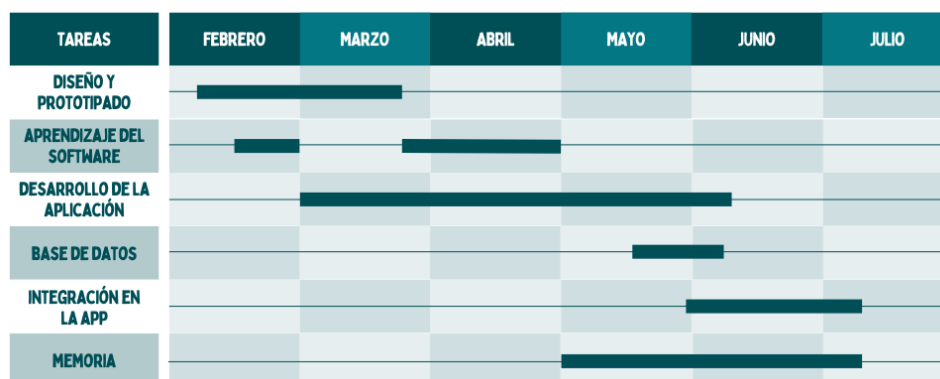 TAREAS FEBRERO MARZO ABRIL MAYO JUNIO JULIO
DISEÑO Y
PROTOTIPADO
APRENDIZAJE DEL
SOFTWARE
DESARROLLO DE LA
APLICACIÓN
BASE DE DATOS
INTEGRACIÓN EN
LA APP
MEMORIA